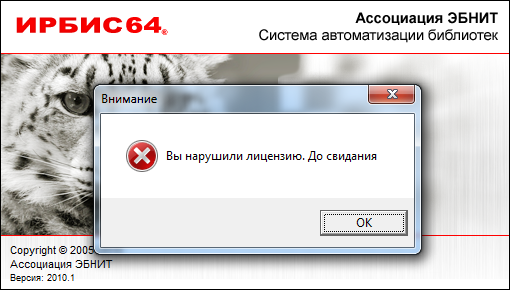 ИРБИС64®
Ассоциация ЭБНИТ
Система автоматизации библиотек
Внимание
Вы нарушили лицензию. До свидания
OK
Copyright © 2005
Ассоциация ЭБНИТ
Версия: 2010.1